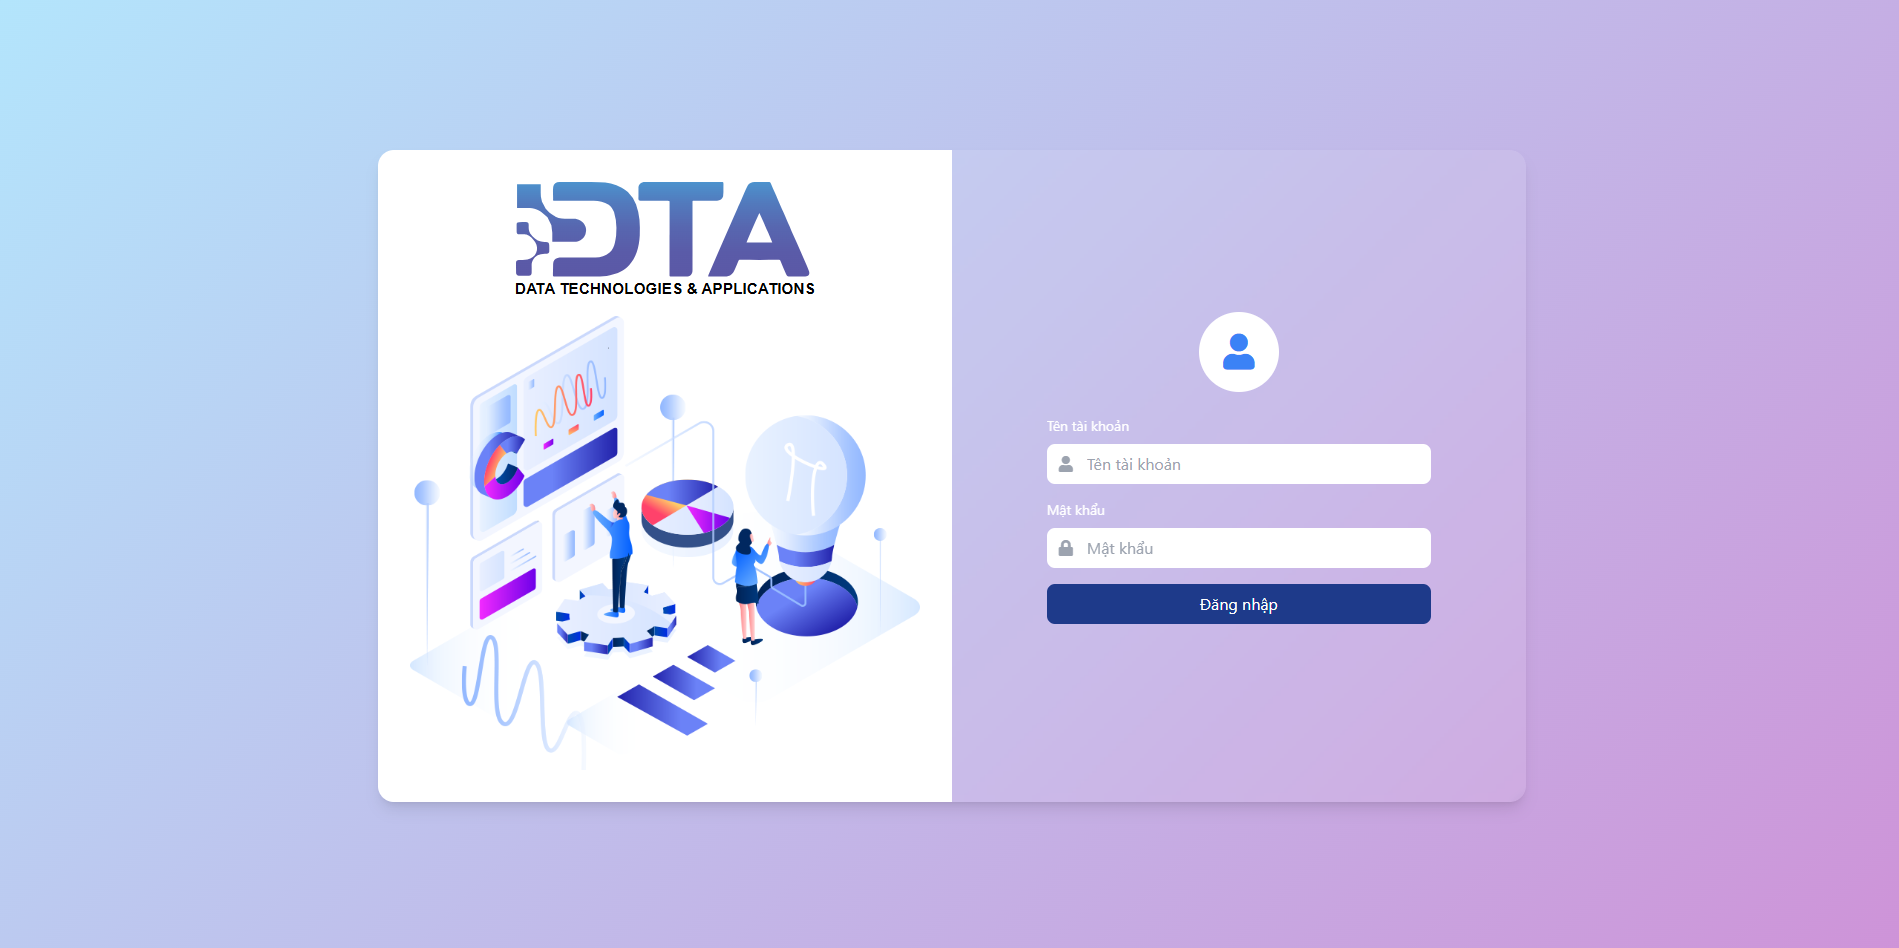 DTA
DATA TECHNOLOGIES & APPLICATIONS
Tên tài khoản
Tên tài khoản
Mật khẩu
Mật khẩu
Đăng nhập